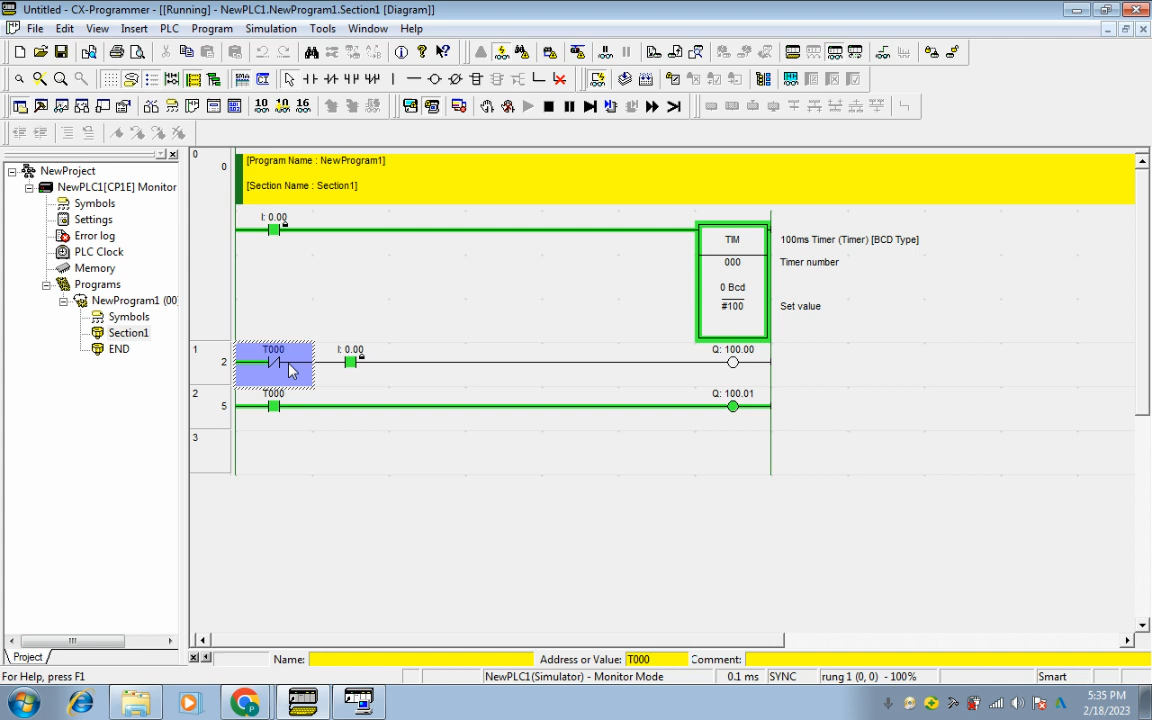 Untitled - CX-Programmer - [[Running] - NewPLC1.NewProgram1.Section1 [Diagram]]
File Edit View Insert PLC Program Simulation Tools Window Help
10 10 16
NewProject
NewPLC1[CP1E] Monitor
Symbols
Settings
Error log
PLC Clock
Memory
Programs
NewProgram1 (00
Symbols
Section1
END
Project
0
0
[Program Name : NewProgram1]
[Section Name : Section1]
I: 0.00
TIM
100ms Timer (Timer) [BCD Type]
000
Timer number
0 Bcd
#100
Set value
1
2
T000
I: 0.00
Q: 100.00
2
5
T000
Q: 100.01
3
Name:
Address or Value: T000
Comment:
For Help, press F1
NewPLC1(Simulator) - Monitor Mode
0.1 ms
SYNC
rung 1 (0, 0) - 100%
Smart
5:35 PM
2/18/2023